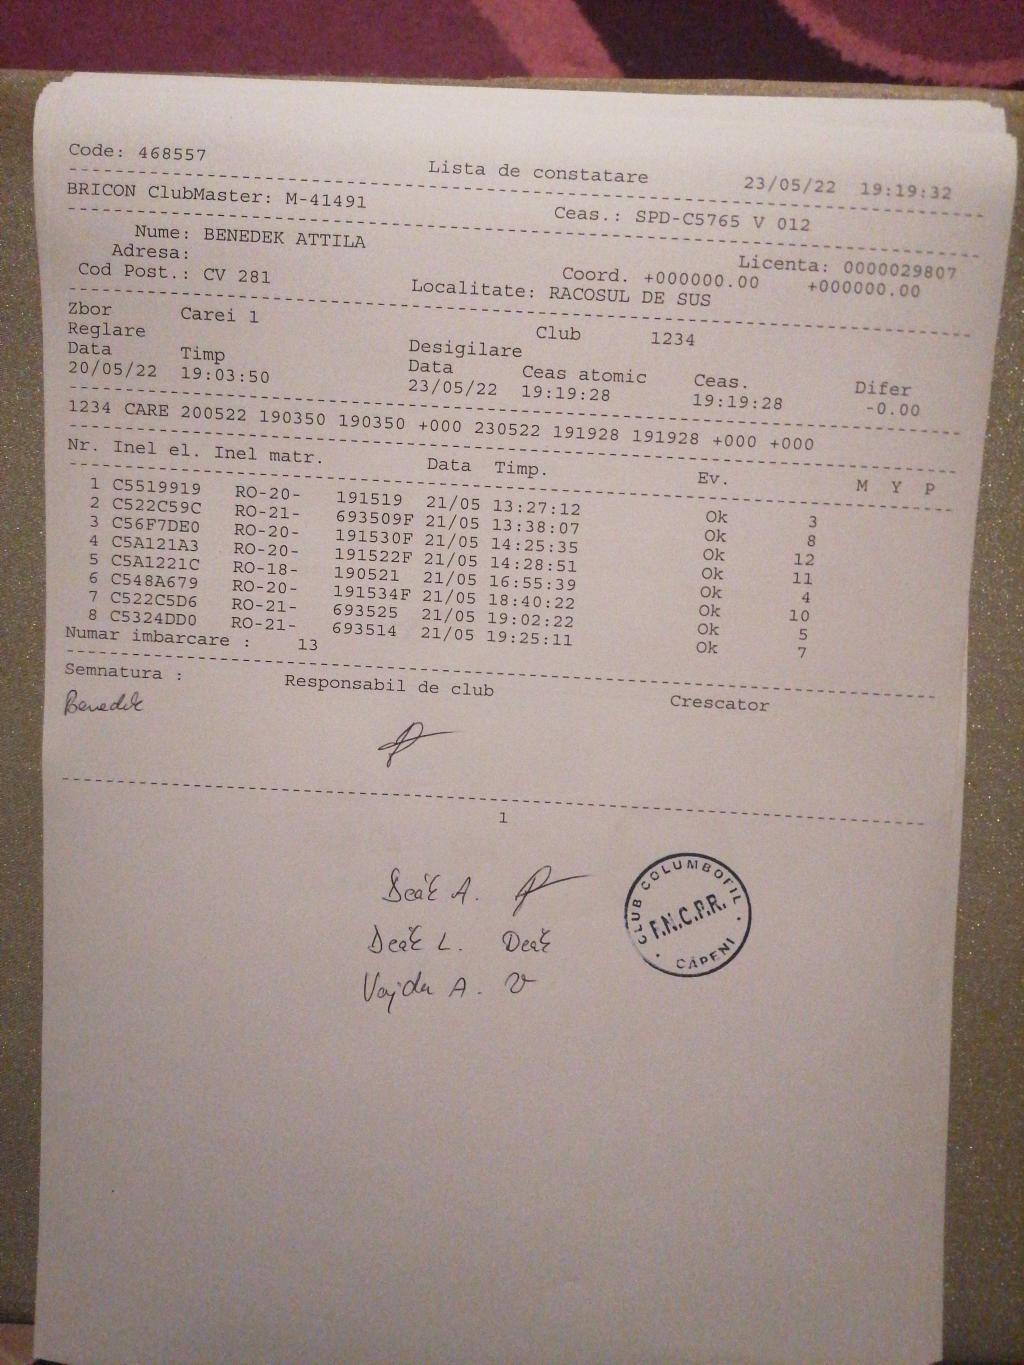 Code: 468557 Lista de constatare 23/05/22 19:19:32
BRICON ClubMaster: M-41491 Ceas.: SPD-C5765 V 012
Nume: BENEDEK ATTILA Licenta: 0000029807
Adresa: Coord. +000000.00 +000000.00
Cod Post.: CV 281 Localitate: RACOSUL DE SUS
Zbor Carei 1 Club 1234
Reglare Desigilare
Data Timp Data Ceas atomic Ceas. Difer
20/05/22 19:03:50 23/05/22 19:19:28 19:19:28 -0.00
1234 CARE 200522 190350 190350 +000 230522 191928 191928 +000 +000
Nr. Inel el. Inel matr. Data Timp. Ev. M Y P
1 C5519919 RO-20- 191519 21/05 13:27:12 Ok 3
2 C522C59C RO-21- 693509F 21/05 13:38:07 Ok 8
3 C56F7DE0 RO-20- 191530F 21/05 14:25:35 Ok 12
4 C5A121A3 RO-20- 191522F 21/05 14:28:51 Ok 11
5 C5A1221C RO-18- 190521 21/05 16:55:39 Ok 4
6 C548A679 RO-20- 191534F 21/05 18:40:22 Ok 10
7 C522C5D6 RO-21- 693525 21/05 19:02:22 Ok 5
8 C5324DD0 RO-21- 693514 21/05 19:25:11 Ok 7
Numar imbarcare : 13
Semnatura : Responsabil de club Crescator
Benedek
1
Deák A.
Deák L. Deák
Vajda A. V
CLUB COLUMBOFIL
F.N.C.P.R.
CĂPENI